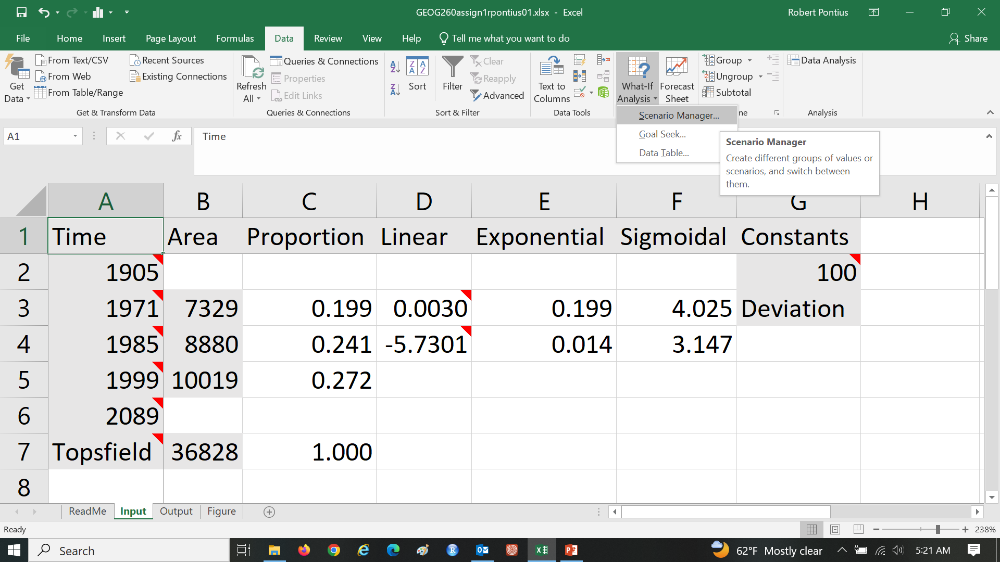 GEOG260assign1rpontius01.xlsx - Excel
Robert Pontius
File Home Insert Page Layout Formulas Data Review View Help Tell me what you want to do Share
Get Data
From Text/CSV
From Web
From Table/Range
Recent Sources
Existing Connections
Get & Transform Data
Refresh All
Queries & Connections
Properties
Edit Links
Queries & Connections
Sort
Filter
Clear
Reapply
Advanced
Sort & Filter
Text to Columns
Data Tools
What-If Analysis
Forecast Sheet
Group
Ungroup
Subtotal
ne
Data Analysis
Analysis
Scenario Manager...
Goal Seek...
Data Table...
Scenario Manager
Create different groups of values or
scenarios, and switch between
them.
A1
fx
Time
A B C D E F G H
1 Time Area Proportion Linear Exponential Sigmoidal Constants
2 1905 100
3 1971 7329 0.199 0.0030 0.199 4.025 Deviation
4 1985 8880 0.241 -5.7301 0.014 3.147
5 1999 10019 0.272
6 2089
7 Topsfield 36828 1.000
8
ReadMe Input Output Figure
Ready
238%
Search
62°F Mostly clear
5:21 AM